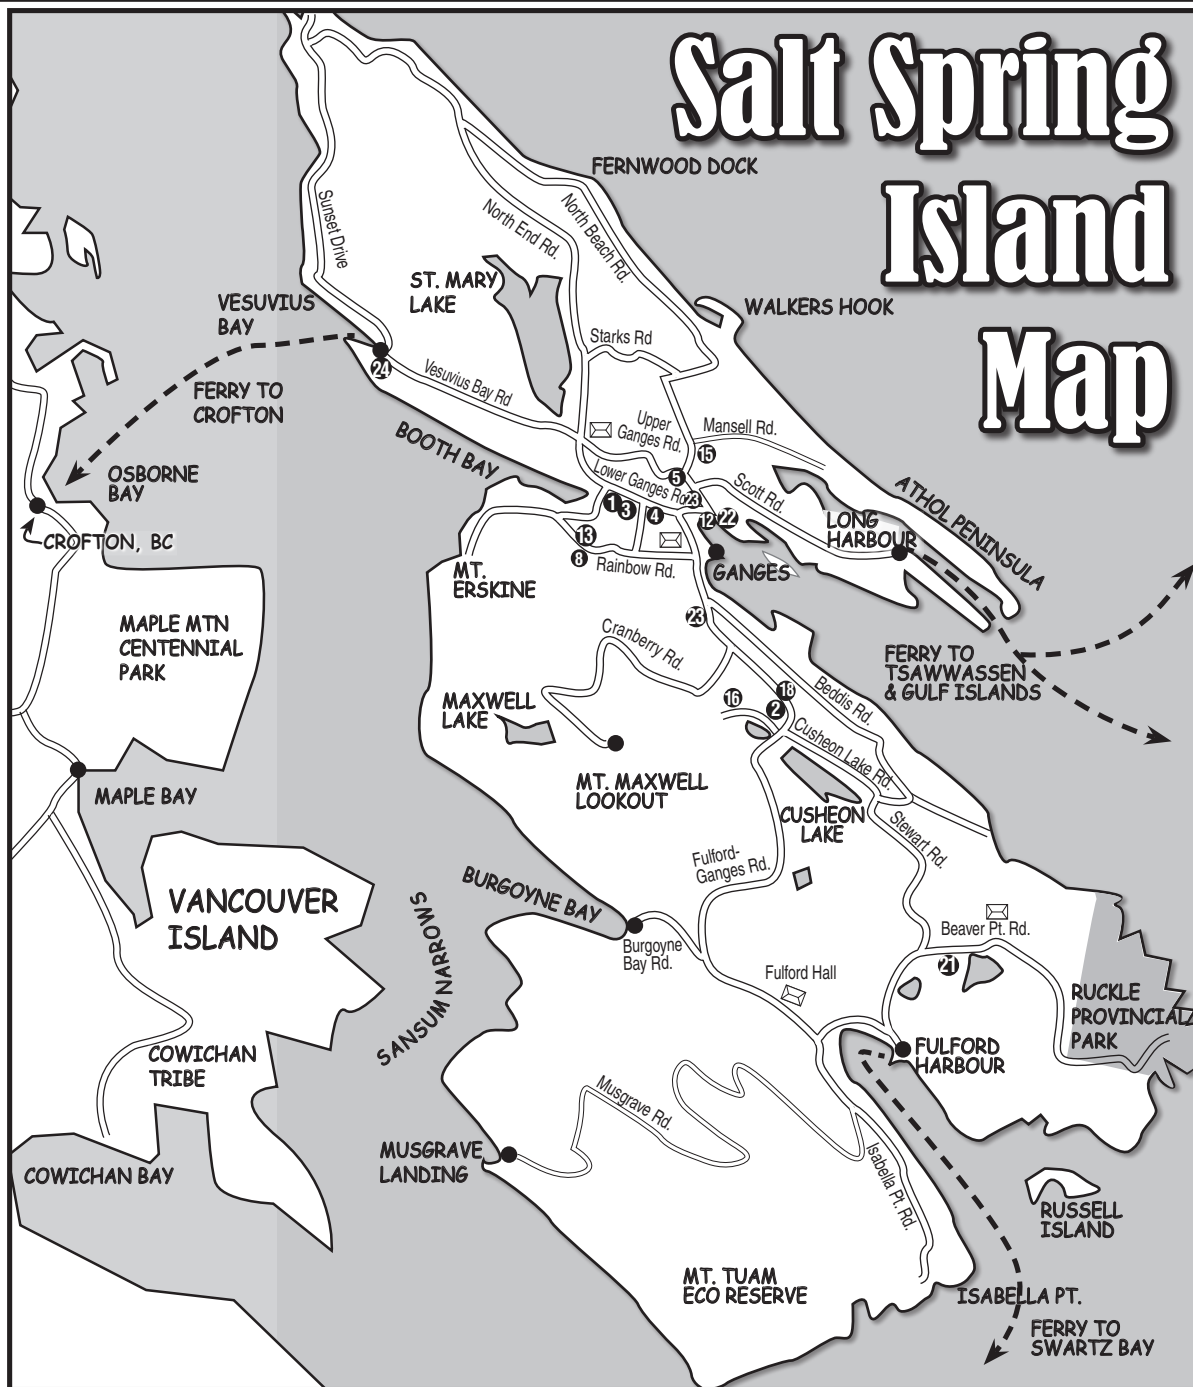 Salt Spring
Island
Map
FERNWOOD DOCK
Sunset Drive
North End Rd.
North Beach Rd.
ST. MARY
LAKE
VESUVIUS
BAY
WALKERS HOOK
Starks Rd
24
Vesuvius Bay Rd
FERRY TO
CROFTON
Upper
Ganges Rd.
Mansell Rd.
15
BOOTH BAY
OSBORNE
BAY
Lower Ganges Rd.
5
23
Scott Rd.
ATHOL PENINSULA
1
3
4
12
22
LONG
HARBOUR
CROFTON, BC
13
8
Rainbow Rd.
GANGES
MT.
ERSKINE
MAPLE MTN
CENTENNIAL
PARK
23
Cranberry Rd.
FERRY TO
TSAWWASSEN
& GULF ISLANDS
MAXWELL
LAKE
16
18
2
Beddis Rd.
Cusheon Lake Rd.
MT. MAXWELL
LOOKOUT
MAPLE BAY
CUSHEON
LAKE
Stewart Rd.
Fulford-
Ganges Rd.
VANCOUVER
ISLAND
BURGOYNE BAY
SANSUM NARROWS
Burgoyne
Bay Rd.
Beaver Pt. Rd.
21
Fulford Hall
RUCKLE
PROVINCIAL
PARK
FULFORD
HARBOUR
COWICHAN
TRIBE
Musgrave Rd.
MUSGRAVE
LANDING
COWICHAN BAY
Isabella Pt. Rd.
RUSSELL
ISLAND
MT. TUAM
ECO RESERVE
ISABELLA PT.
FERRY TO
SWARTZ BAY